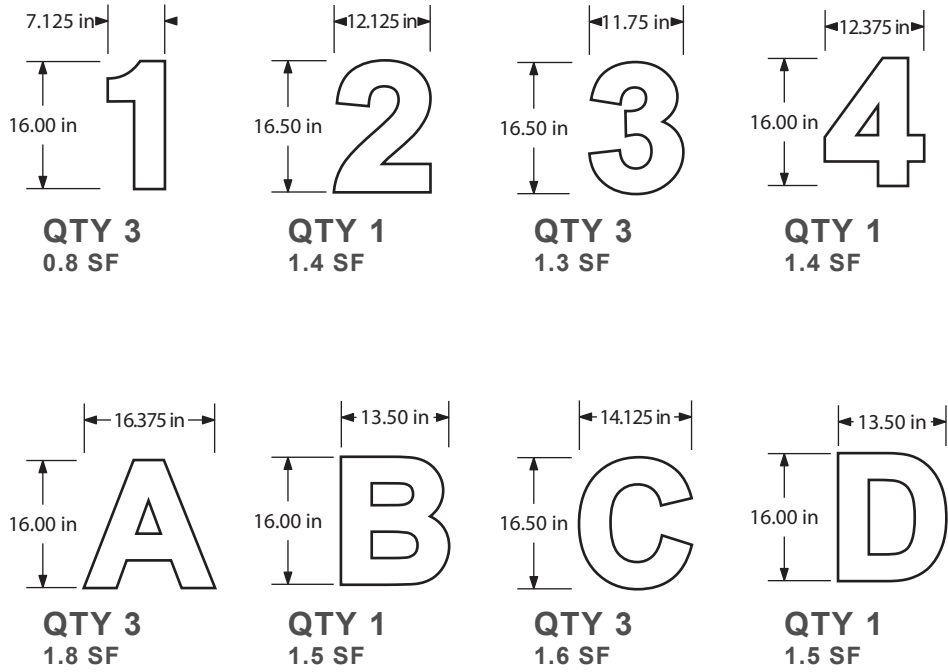 7.125 in
12.125 in
11.75 in
12.375 in
16.00 in
1
16.50 in
2
16.50 in
3
16.00 in
4
QTY 3
0.8 SF
QTY 1
1.4 SF
QTY 3
1.3 SF
QTY 1
1.4 SF
16.375 in
13.50 in
14.125 in
13.50 in
16.00 in
A
16.00 in
B
16.50 in
C
16.00 in
D
QTY 3
1.8 SF
QTY 1
1.5 SF
QTY 3
1.6 SF
QTY 1
1.5 SF